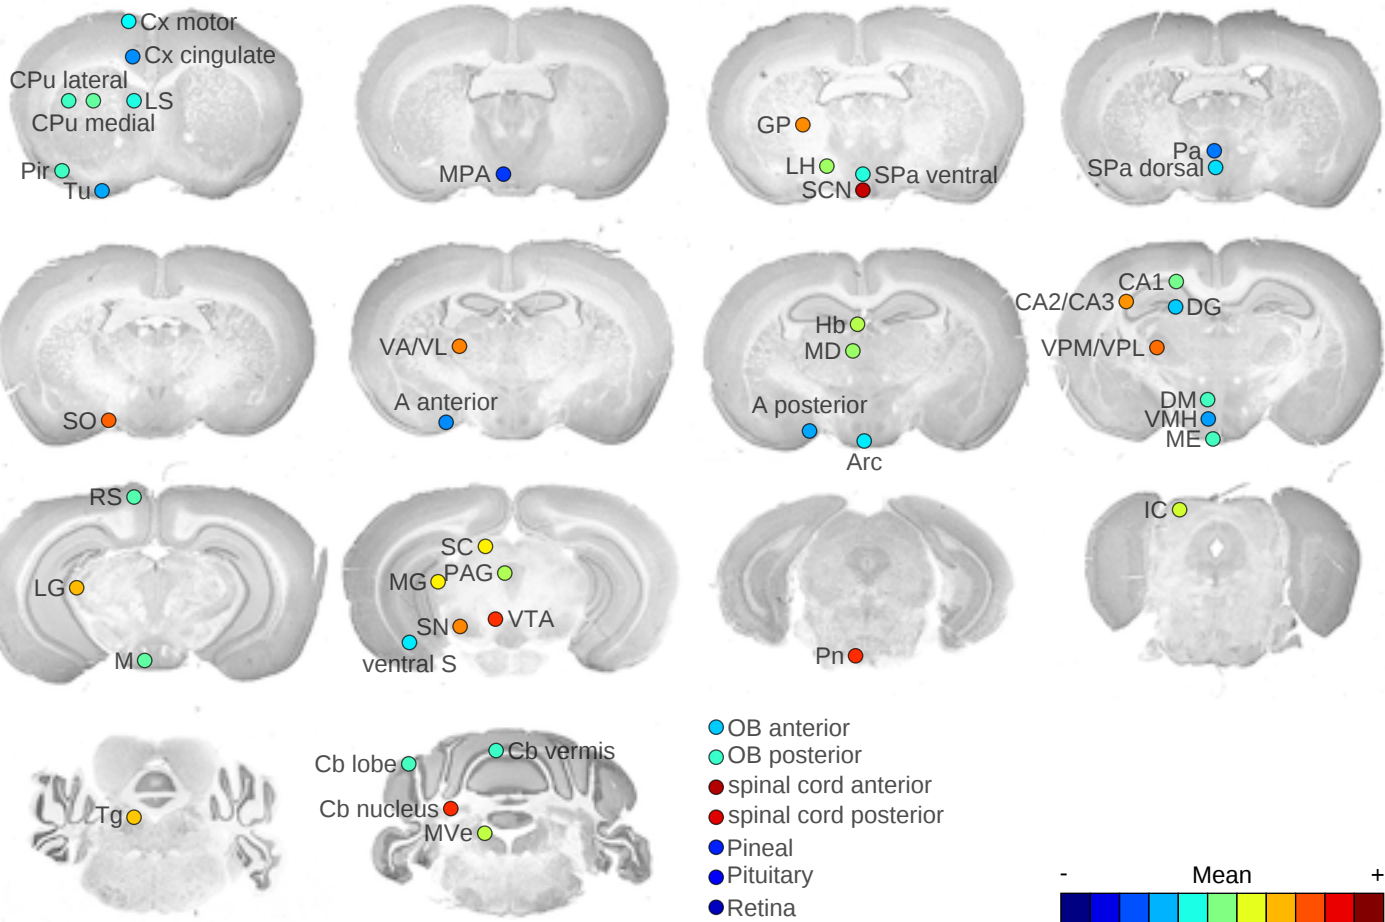 Cx motor
Cx cingulate
CPu lateral
LS
CPu medial
Pir
Tu
MPA
GP
LH
SPa ventral
SCN
Pa
SPa dorsal
SO
VA/VL
A anterior
Hb
MD
A posterior
Arc
CA1
CA2/CA3
DG
VPM/VPL
DM
VMH
ME
RS
LG
M
SC
PAG
MG
SN
VTA
ventral S
Pn
IC
Tg
Cb lobe
Cb vermis
Cb nucleus
MVe
OB anterior
OB posterior
spinal cord anterior
spinal cord posterior
Pineal
Pituitary
Retina
- Mean +